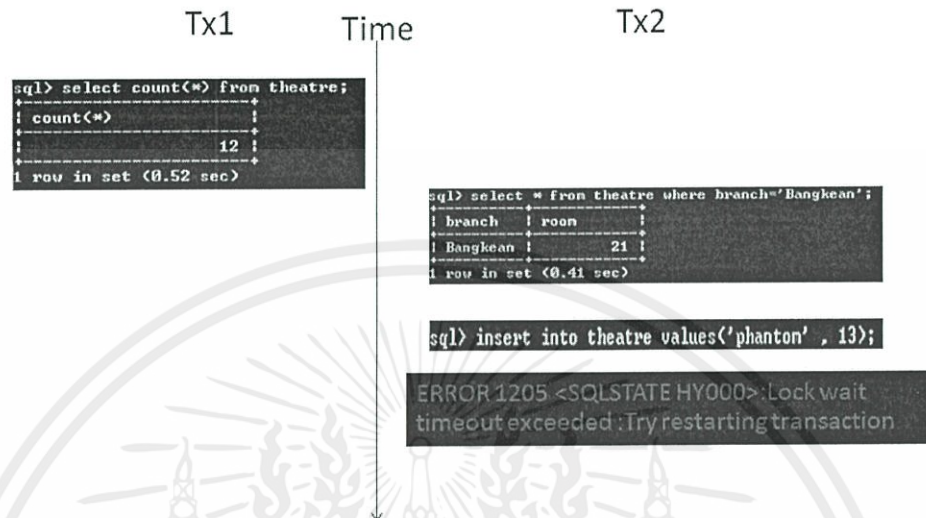 Tx1
Time
Tx2
sql> select count(*) from theatre;
+------------------------+
| count(*) |
+------------------------+
| 12 |
+------------------------+
1 row in set (0.52 sec)
sql> select * from theatre where branch='Bangkean';
+----------+-----------+
| branch | room |
+----------+-----------+
| Bangkean | 21 |
+----------+-----------+
1 row in set (0.41 sec)
sql> insert into theatre values('phantom' , 13);
ERROR 1205 <SQLSTATE HY000>:Lock wait
timeout exceeded :Try restarting transaction